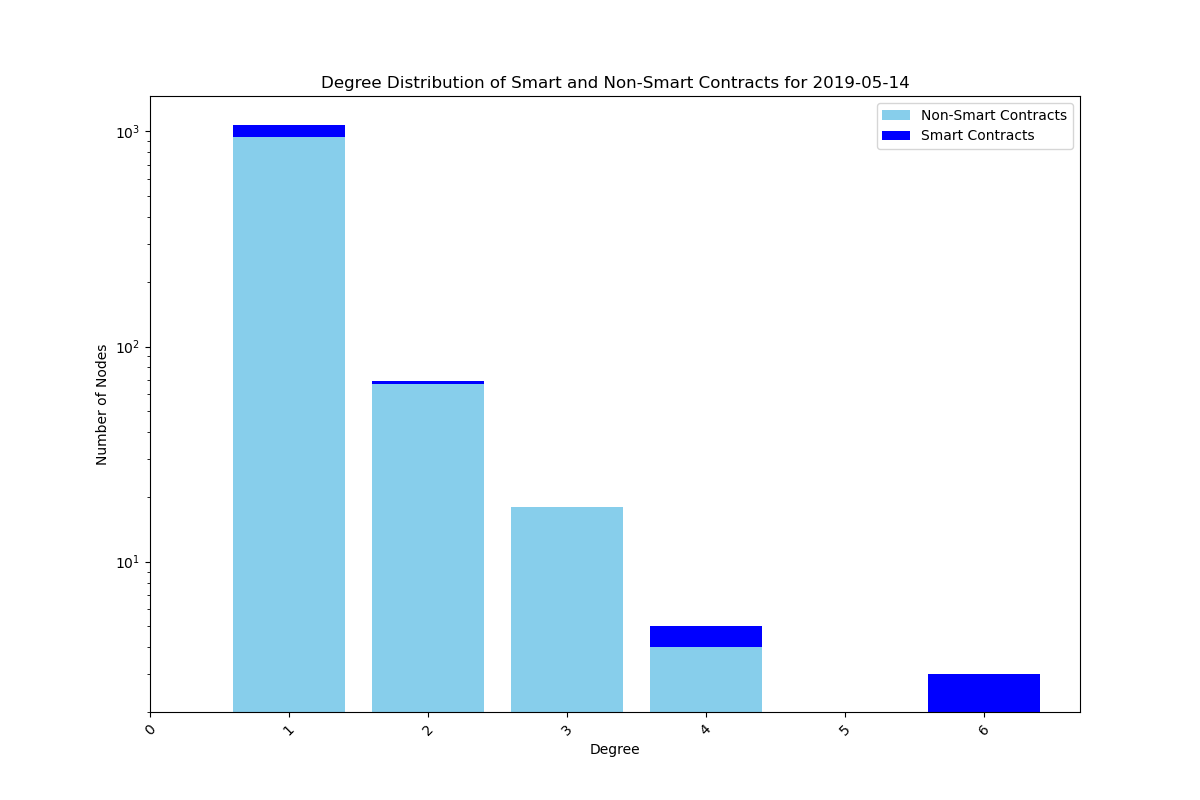 Degree Distribution of Smart and Non-Smart Contracts for 2019-05-14
Non-Smart Contracts
Smart Contracts
Number of Nodes
10³
10²
10¹
0 1 2 3 4 5 6
Degree